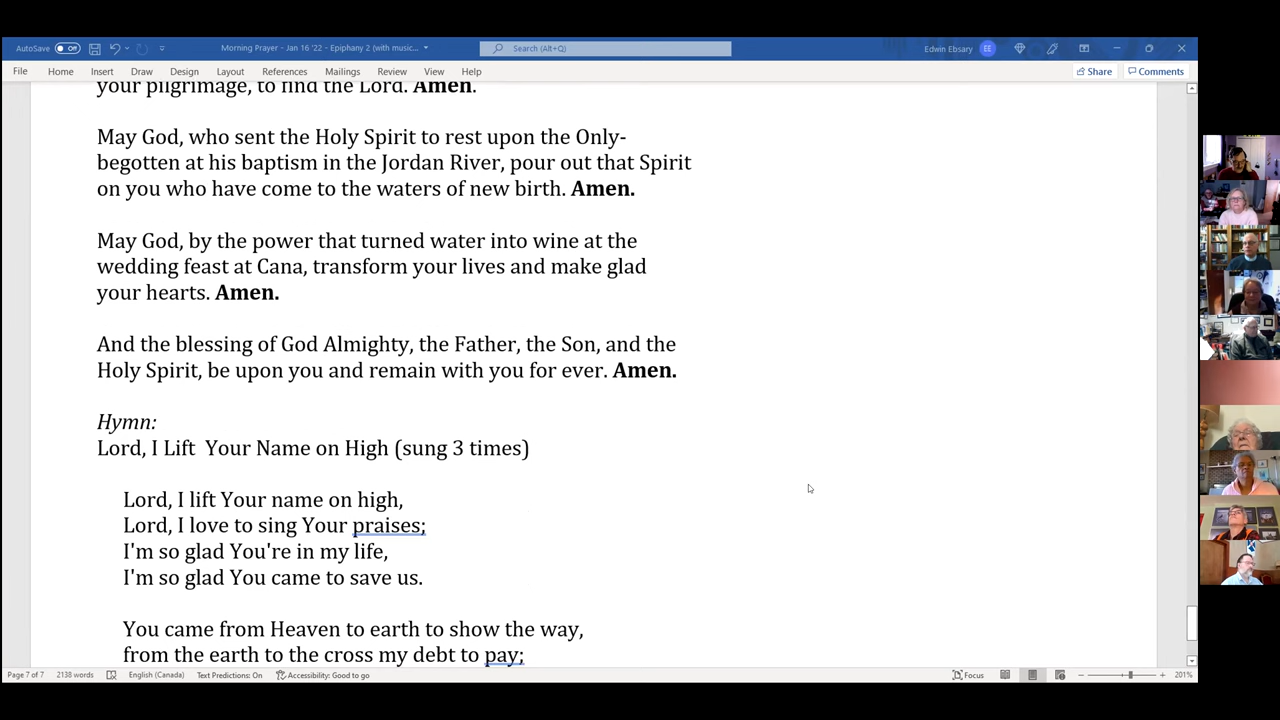 AutoSave Off Morning Prayer - Jan 16 '22 - Epiphany 2 (with music... Search (Alt+Q) Edwin Ebsary EE
File Home Insert Draw Design Layout References Mailings Review View Help Share Comments
your pilgrimage, to find the Lord. Amen.
May God, who sent the Holy Spirit to rest upon the Only-
begotten at his baptism in the Jordan River, pour out that Spirit
on you who have come to the waters of new birth. Amen.
May God, by the power that turned water into wine at the
wedding feast at Cana, transform your lives and make glad
your hearts. Amen.
And the blessing of God Almighty, the Father, the Son, and the
Holy Spirit, be upon you and remain with you for ever. Amen.
Hymn:
Lord, I Lift  Your Name on High (sung 3 times)
Lord, I lift Your name on high,
Lord, I love to sing Your praises;
I'm so glad You're in my life,
I'm so glad You came to save us.
You came from Heaven to earth to show the way,
from the earth to the cross my debt to pay;
Page 7 of 7 2138 words English (Canada) Text Predictions: On Accessibility: Good to go Focus 201%